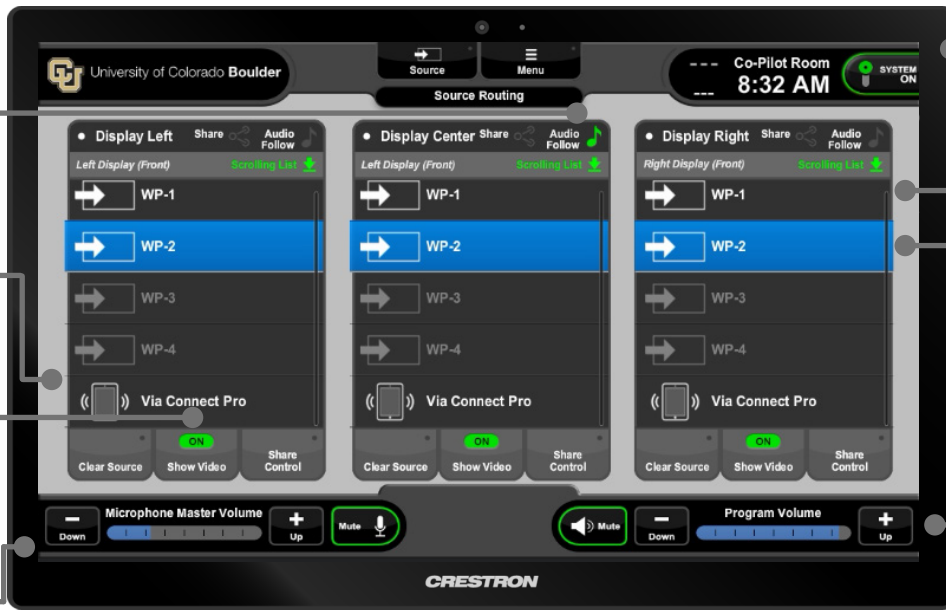 University of Colorado Boulder
Source
Menu
Source Routing
--- Co-Pilot Room
--- 8:32 AM
SYSTEM
ON
Display Left Share Audio
Follow
Left Display (Front) Scrolling List
WP-1
WP-2
WP-3
WP-4
Via Connect Pro
Clear Source
ON
Show Video
Share
Control
Display Center Share Audio
Follow
Left Display (Front) Scrolling List
WP-1
WP-2
WP-3
WP-4
Via Connect Pro
Clear Source
ON
Show Video
Share
Control
Display Right Share Audio
Follow
Right Display (Front) Scrolling List
WP-1
WP-2
WP-3
WP-4
Via Connect Pro
Clear Source
ON
Show Video
Share
Control
Down
Microphone Master Volume
Up
Mute
Mute
Down
Program Volume
Up
CRESTRON